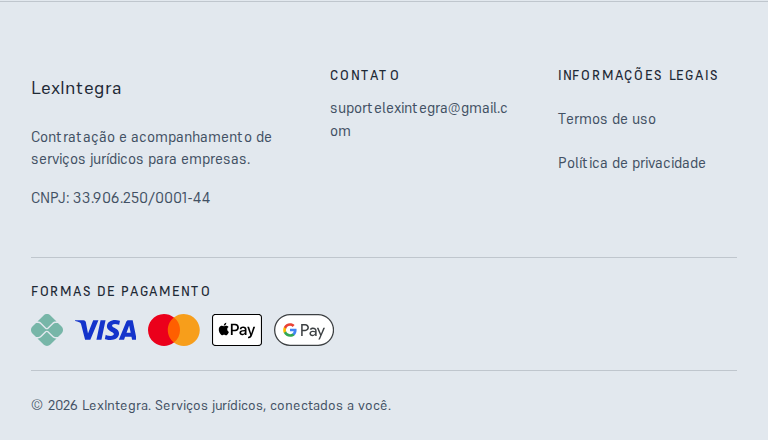 LexIntegra
Contratação e acompanhamento de
serviços jurídicos para empresas.
CNPJ: 33.906.250/0001-44
CONTATO
suportelexintegra@gmail.c
om
INFORMAÇÕES LEGAIS
Termos de uso
Política de privacidade
FORMAS DE PAGAMENTO
VISA
Pay
G Pay
© 2026 LexIntegra. Serviços jurídicos, conectados a você.